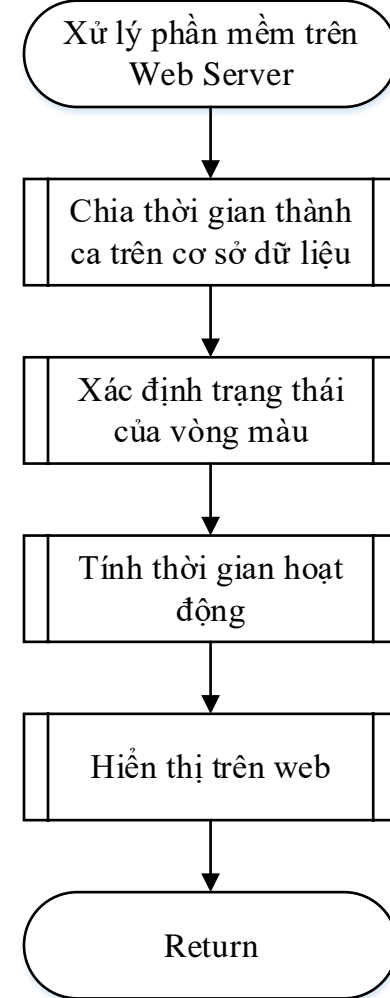 Xử lý phần mềm trên
Web Server
Chia thời gian thành
ca trên cơ sở dữ liệu
Xác định trạng thái
của vòng màu
Tính thời gian hoạt
động
Hiển thị trên web
Return